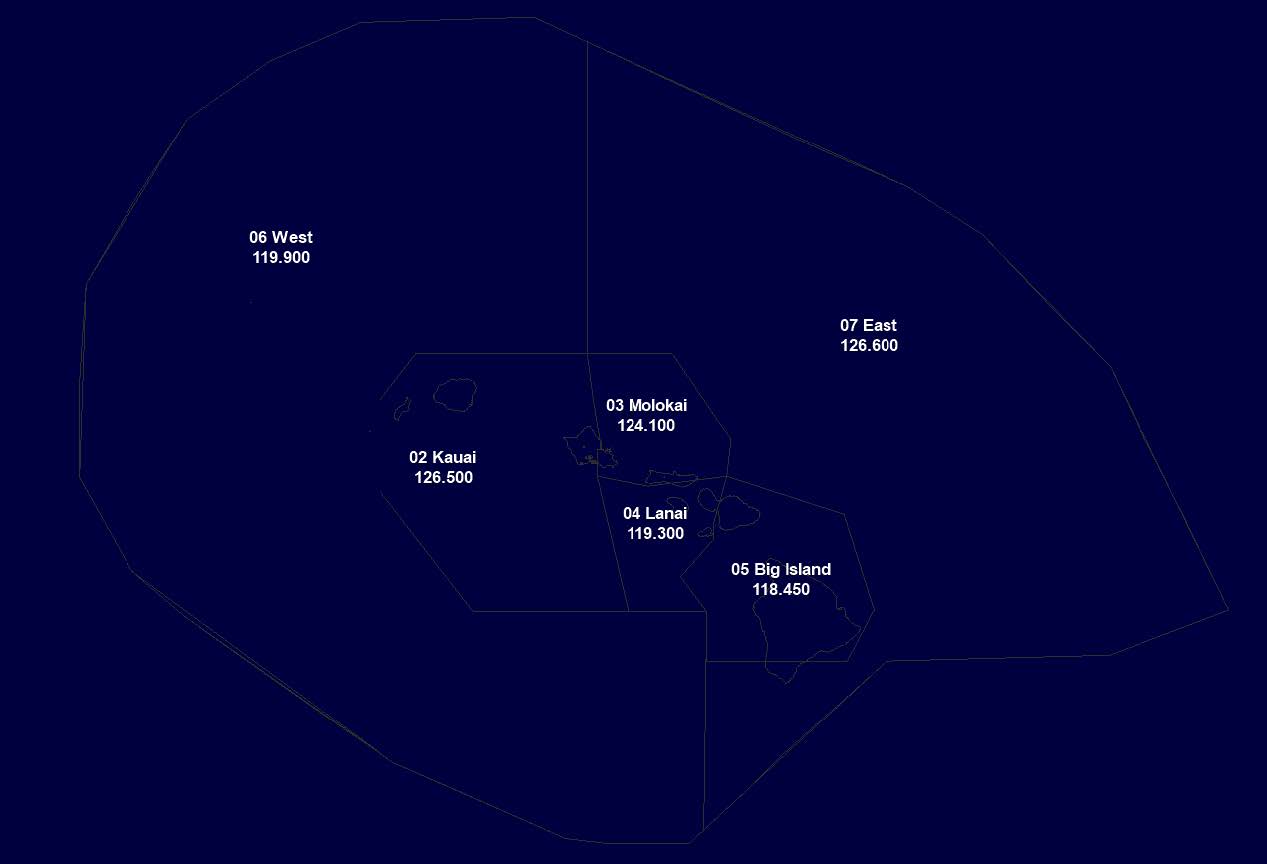 06 West
119.900
07 East
126.600
03 Molokai
124.100
02 Kauai
126.500
04 Lanai
119.300
05 Big Island
118.450